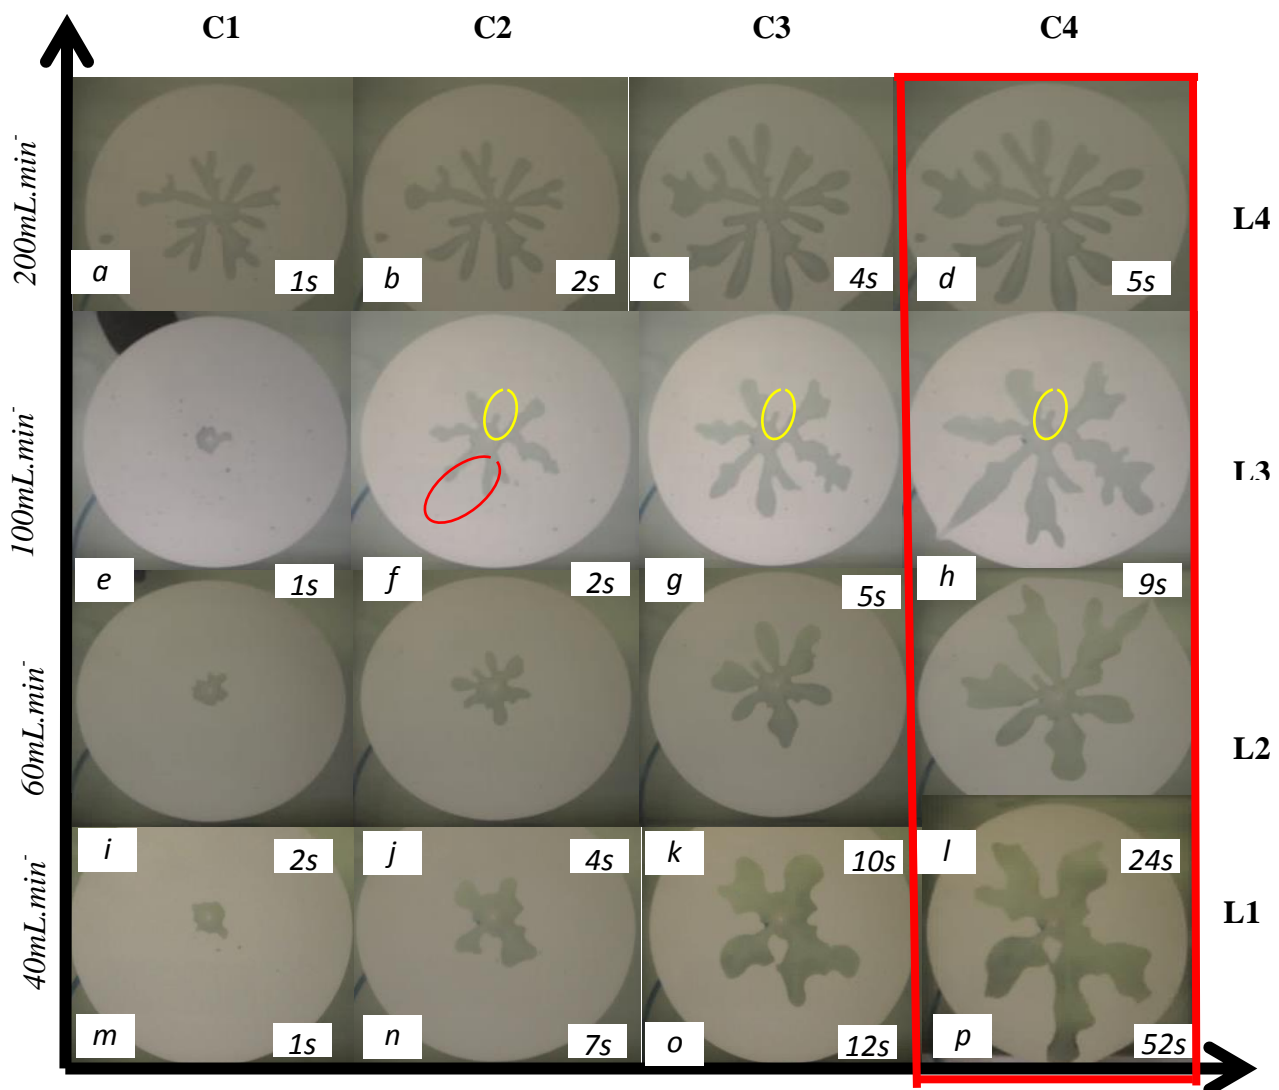 C1 C2 C3 C4
200mL.min-
L4
a 1s b 2s c 4s d 5s
100mL.min-
L3
e 1s f 2s g 5s h 9s
60mL.min-
L2
i 2s j 4s k 10s l 24s
40mL.min-
L1
m 1s n 7s o 12s p 52s